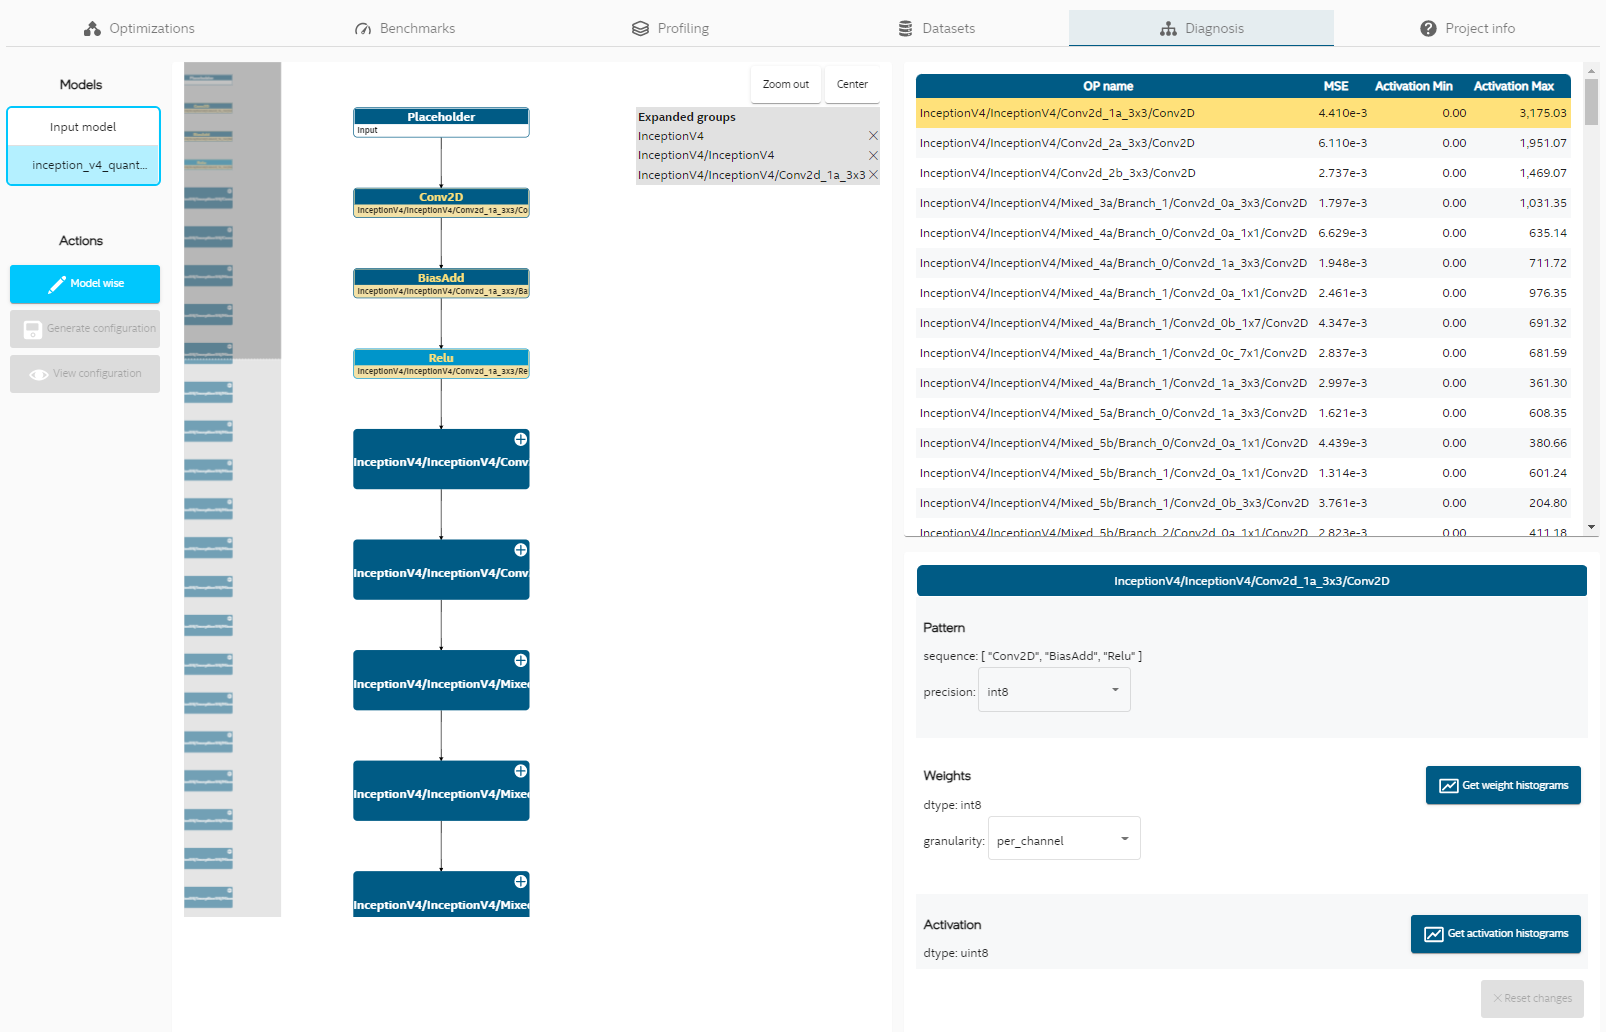 Optimizations
Benchmarks
Profiling
Datasets
Diagnosis
Project info
Models
Input model
inception_v4_quant...
Actions
Model wise
Generate configuration
View configuration
Zoom out
Center
Expanded groups
InceptionV4
InceptionV4/InceptionV4
InceptionV4/InceptionV4/Conv2d_1a_3x3
Placeholder
Input
Conv2D
InceptionV4/InceptionV4/Conv2d_1a_3x3/Co
BiasAdd
InceptionV4/InceptionV4/Conv2d_1a_3x3/Ba
Relu
InceptionV4/InceptionV4/Conv2d_1a_3x3/Re
InceptionV4/InceptionV4/Conv
InceptionV4/InceptionV4/Conv
InceptionV4/InceptionV4/Mixed
InceptionV4/InceptionV4/Mixed
InceptionV4/InceptionV4/Mixed
OP name MSE Activation Min Activation Max
InceptionV4/InceptionV4/Conv2d_1a_3x3/Conv2D 4.410e-3 0.00 3,175.03
InceptionV4/InceptionV4/Conv2d_2a_3x3/Conv2D 6.110e-3 0.00 1,951.07
InceptionV4/InceptionV4/Conv2d_2b_3x3/Conv2D 2.737e-3 0.00 1,469.07
InceptionV4/InceptionV4/Mixed_3a/Branch_1/Conv2d_0a_3x3/Conv2D 1.797e-3 0.00 1,031.35
InceptionV4/InceptionV4/Mixed_4a/Branch_0/Conv2d_0a_1x1/Conv2D 6.629e-3 0.00 635.14
InceptionV4/InceptionV4/Mixed_4a/Branch_0/Conv2d_1a_3x3/Conv2D 1.948e-3 0.00 711.72
InceptionV4/InceptionV4/Mixed_4a/Branch_1/Conv2d_0a_1x1/Conv2D 2.461e-3 0.00 976.35
InceptionV4/InceptionV4/Mixed_4a/Branch_1/Conv2d_0b_1x7/Conv2D 4.347e-3 0.00 691.32
InceptionV4/InceptionV4/Mixed_4a/Branch_1/Conv2d_0c_7x1/Conv2D 2.837e-3 0.00 681.59
InceptionV4/InceptionV4/Mixed_4a/Branch_1/Conv2d_1a_3x3/Conv2D 2.997e-3 0.00 361.30
InceptionV4/InceptionV4/Mixed_5a/Branch_0/Conv2d_1a_3x3/Conv2D 1.621e-3 0.00 608.35
InceptionV4/InceptionV4/Mixed_5b/Branch_0/Conv2d_0a_1x1/Conv2D 4.439e-3 0.00 380.66
InceptionV4/InceptionV4/Mixed_5b/Branch_1/Conv2d_0a_1x1/Conv2D 1.314e-3 0.00 601.24
InceptionV4/InceptionV4/Mixed_5b/Branch_1/Conv2d_0b_3x3/Conv2D 3.761e-3 0.00 204.80
InceptionV4/InceptionV4/Mixed_5b/Branch_2/Conv2d_0a_1x1/Conv2D 2.823e-3 0.00 411.18
InceptionV4/InceptionV4/Conv2d_1a_3x3/Conv2D
Pattern
sequence: [ "Conv2D", "BiasAdd", "Relu" ]
precision: int8
Weights
Get weight histograms
dtype: int8
granularity: per_channel
Activation
Get activation histograms
dtype: uint8
Reset changes